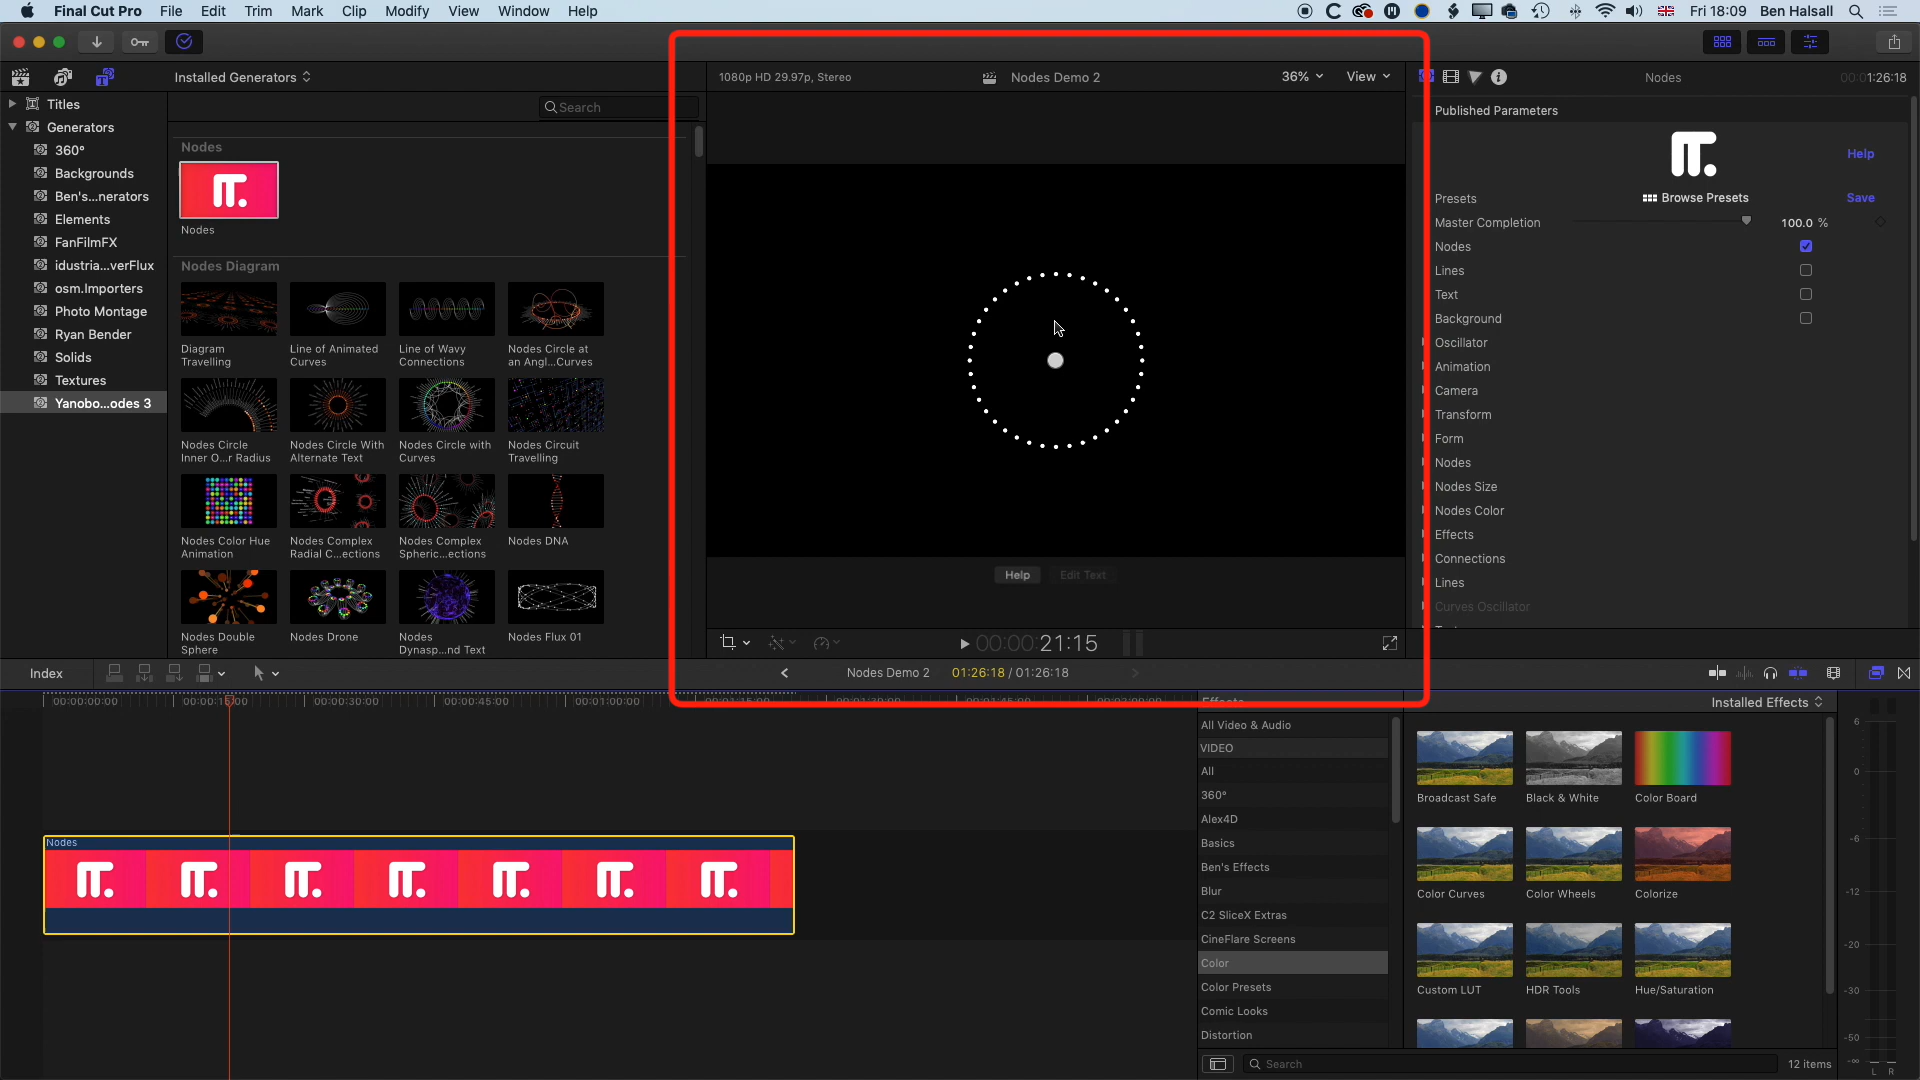 Final Cut Pro File Edit Trim Mark Clip Modify View Window Help
Fri 18:09 Ben Halsall
Installed Generators
Search
Titles
Generators
360°
Backgrounds
Ben's...nerators
Elements
FanFilmFX
idustria...verFlux
osm.Importers
Photo Montage
Ryan Bender
Solids
Textures
Yanobo...odes 3
Nodes
Nodes
Nodes Diagram
Diagram Travelling
Line of Animated Curves
Line of Wavy Connections
Nodes Circle at an Angl...Curves
Nodes Circle Inner O...r Radius
Nodes Circle With Alternate Text
Nodes Circle with Curves
Nodes Circuit Travelling
Nodes Color Hue Animation
Nodes Complex Radial C...ections
Nodes Complex Spheric...ections
Nodes DNA
Nodes Double Sphere
Nodes Drone
Nodes Dynasp...nd Text
Nodes Flux 01
1080p HD 29.97p, Stereo
Nodes Demo 2
36%
View
Help
Edit Text
00:00:21:15
Nodes
00:01:26:18
Published Parameters
Help
Presets
Browse Presets
Save
Master Completion
100.0 %
Nodes
Lines
Text
Background
Oscillator
Animation
Camera
Transform
Form
Nodes
Nodes Size
Nodes Color
Effects
Connections
Lines
Curves Oscillator
Index
Nodes Demo 2
01:26:18 / 01:26:18
00:00:00:00
00:00:15:00
00:00:30:00
00:00:45:00
00:01:00:00
Nodes
Effects
Installed Effects
All Video & Audio
VIDEO
All
360°
Alex4D
Basics
Ben's Effects
Blur
C2 SliceX Extras
CineFlare Screens
Color
Color Presets
Comic Looks
Distortion
Broadcast Safe
Black & White
Color Board
Color Curves
Color Wheels
Colorize
Custom LUT
HDR Tools
Hue/Saturation
Search
12 items
6
0
-6
-12
-20
-30
-50
-∞
L R